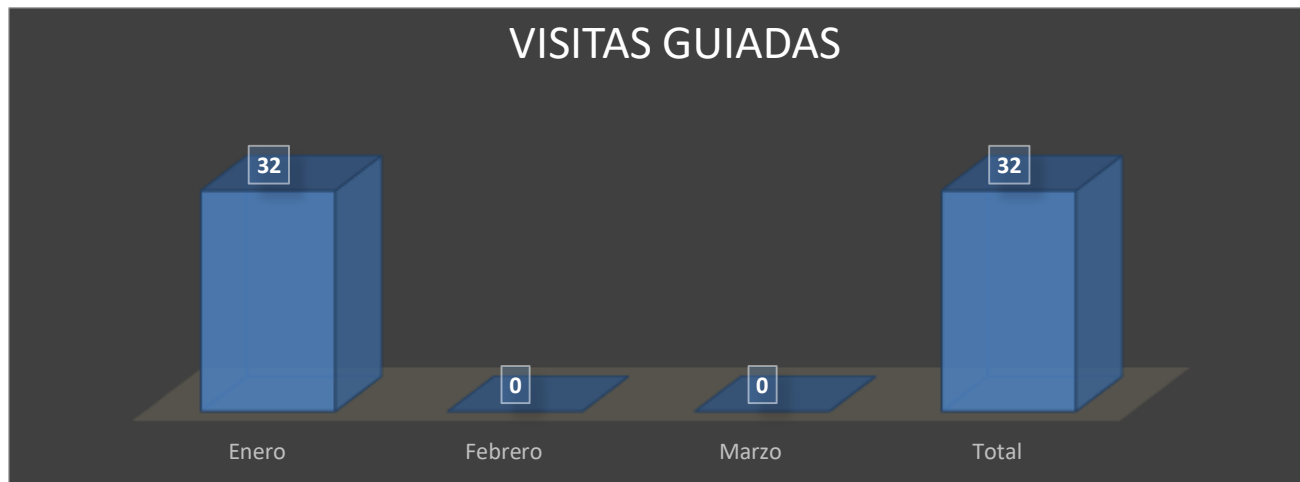 VISITAS GUIADAS
32
32
0
0
Enero
Febrero
Marzo
Total